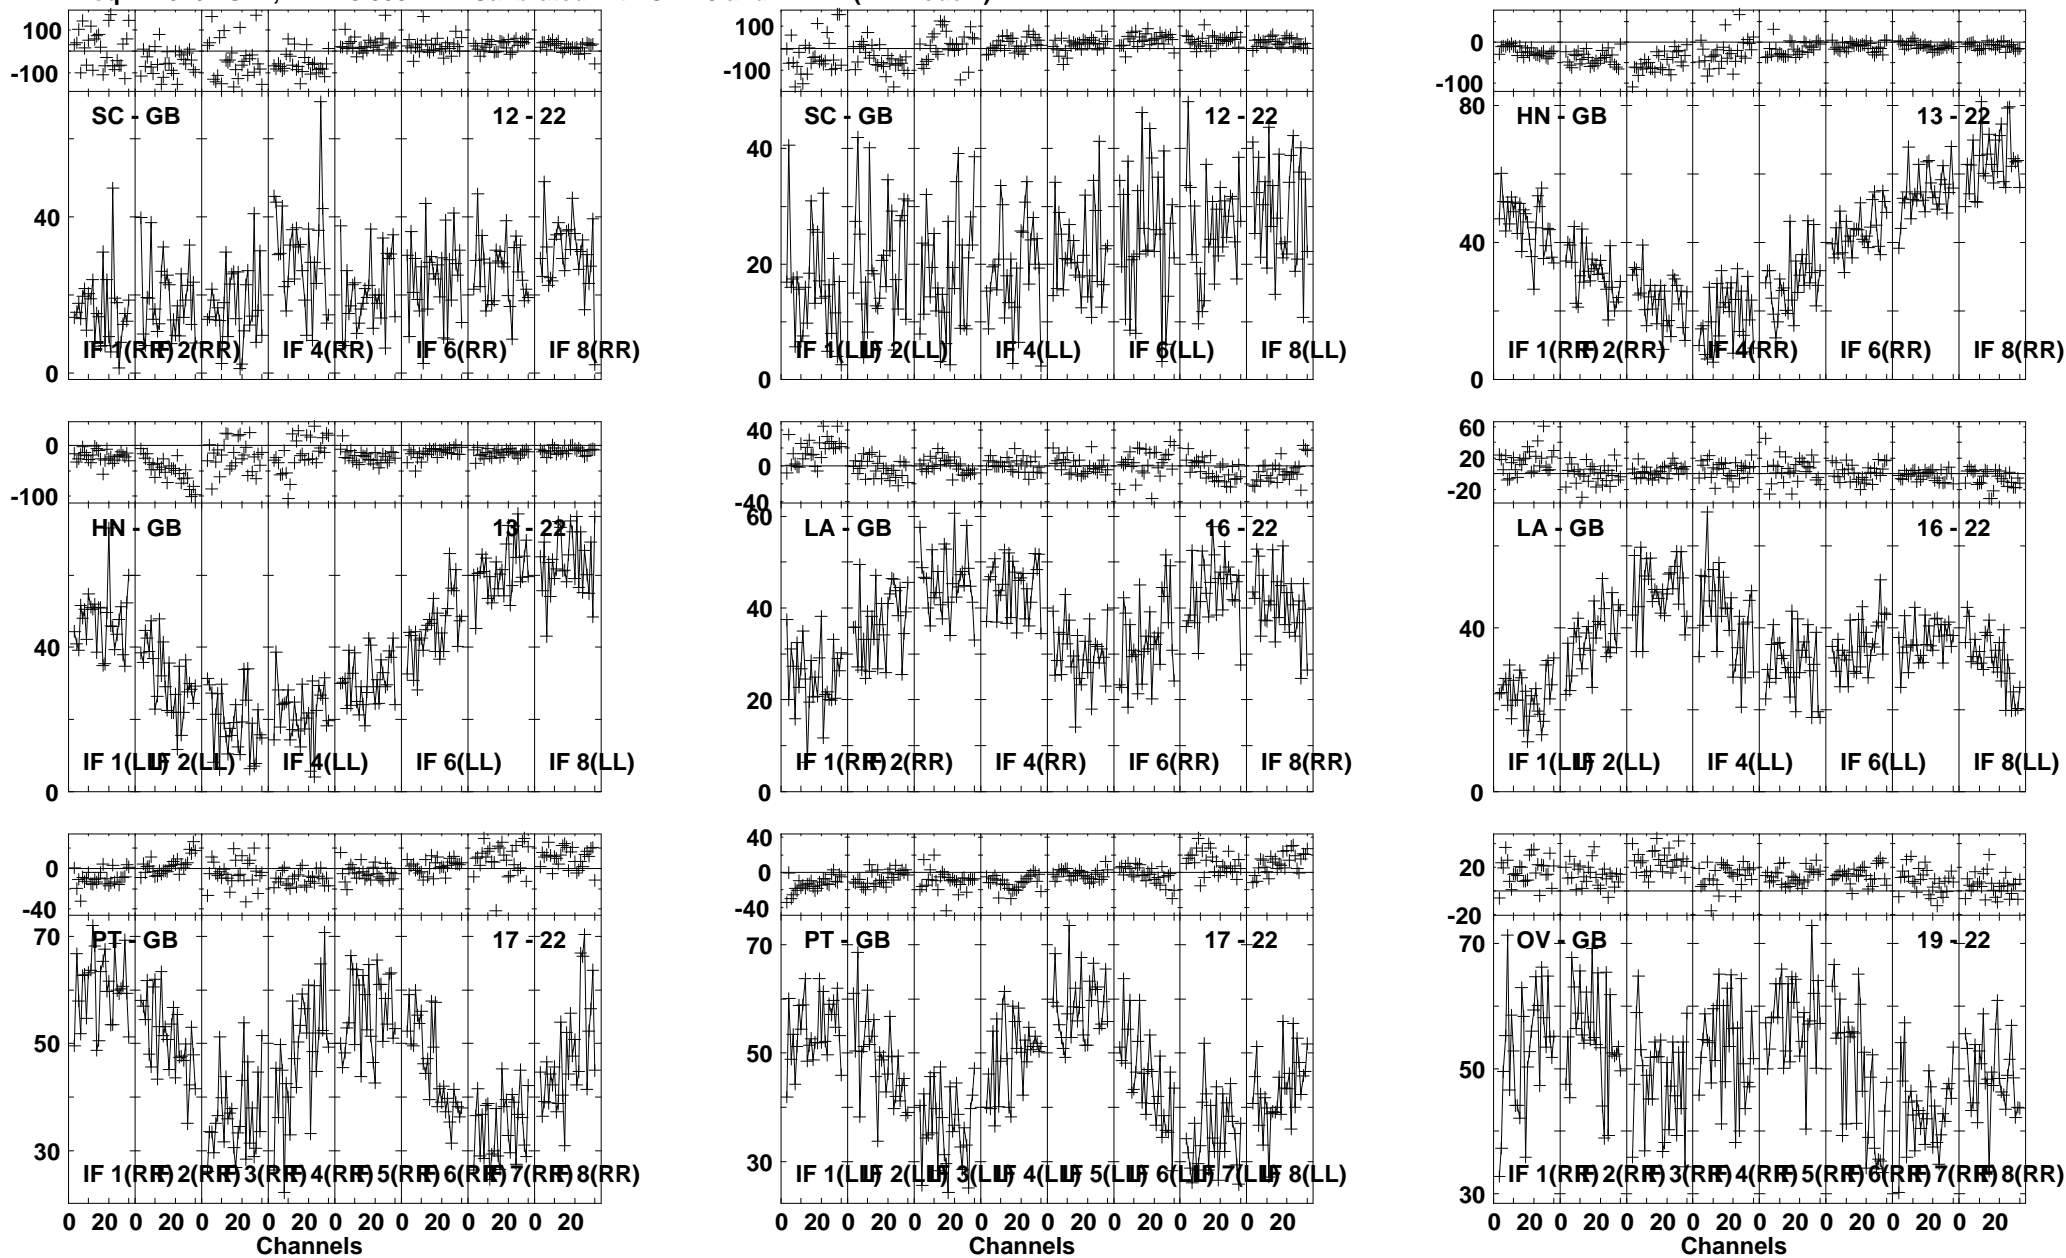 100
-100
SC - GB 12 - 22
40
0
IF 1(RR) IF 2(RR) IF 4(RR) IF 6(RR) IF 8(RR)
100
-100
SC - GB 12 - 22
40
20
0
IF 1(LL) IF 2(LL) IF 4(LL) IF 6(LL) IF 8(LL)
0
-100
80
HN - GB 13 - 22
40
0
IF 1(RR) IF 2(RR) IF 4(RR) IF 6(RR) IF 8(RR)
0
-100
HN - GB 13 - 22
40
0
IF 1(LL) IF 2(LL) IF 4(LL) IF 6(LL) IF 8(LL)
40
0
-40
60
LA - GB 16 - 22
40
20
0
IF 1(RR) IF 2(RR) IF 4(RR) IF 6(RR) IF 8(RR)
60
20
-20
LA - GB 16 - 22
40
0
IF 1(LL) IF 2(LL) IF 4(LL) IF 6(LL) IF 8(LL)
0
-40
70
PT - GB 17 - 22
50
30
IF 1(RR) IF 2(RR) IF 3(RR) IF 4(RR) IF 5(RR) IF 6(RR) IF 7(RR) IF 8(RR)
0 20 0 20 0 20 0 20 0 20 0 20 0 20 0 20
Channels
40
0
-40
70
PT - GB 17 - 22
50
30
IF 1(LL) IF 2(LL) IF 3(LL) IF 4(LL) IF 5(LL) IF 6(LL) IF 7(LL) IF 8(LL)
0 20 0 20 0 20 0 20 0 20 0 20 0 20 0 20
Channels
20
-20
70
OV - GB 19 - 22
50
30
IF 1(RR) IF 2(RR) IF 3(RR) IF 4(RR) IF 5(RR) IF 6(RR) IF 7(RR) IF 8(RR)
0 20 0 20 0 20 0 20 0 20 0 20 0 20 0 20
Channels